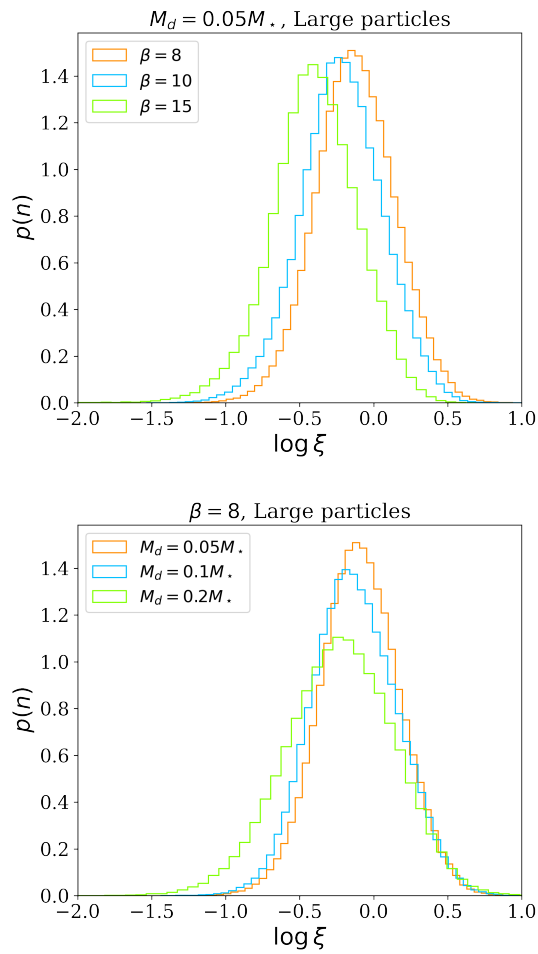 M_d = 0.05M_⋆, Large particles
β = 8
β = 10
β = 15
p(n)
1.4
1.2
1.0
0.8
0.6
0.4
0.2
0.0
−2.0 −1.5 −1.0 −0.5 0.0 0.5 1.0
log ξ
β = 8, Large particles
M_d = 0.05M_⋆
M_d = 0.1M_⋆
M_d = 0.2M_⋆
p(n)
1.4
1.2
1.0
0.8
0.6
0.4
0.2
0.0
−2.0 −1.5 −1.0 −0.5 0.0 0.5 1.0
log ξ